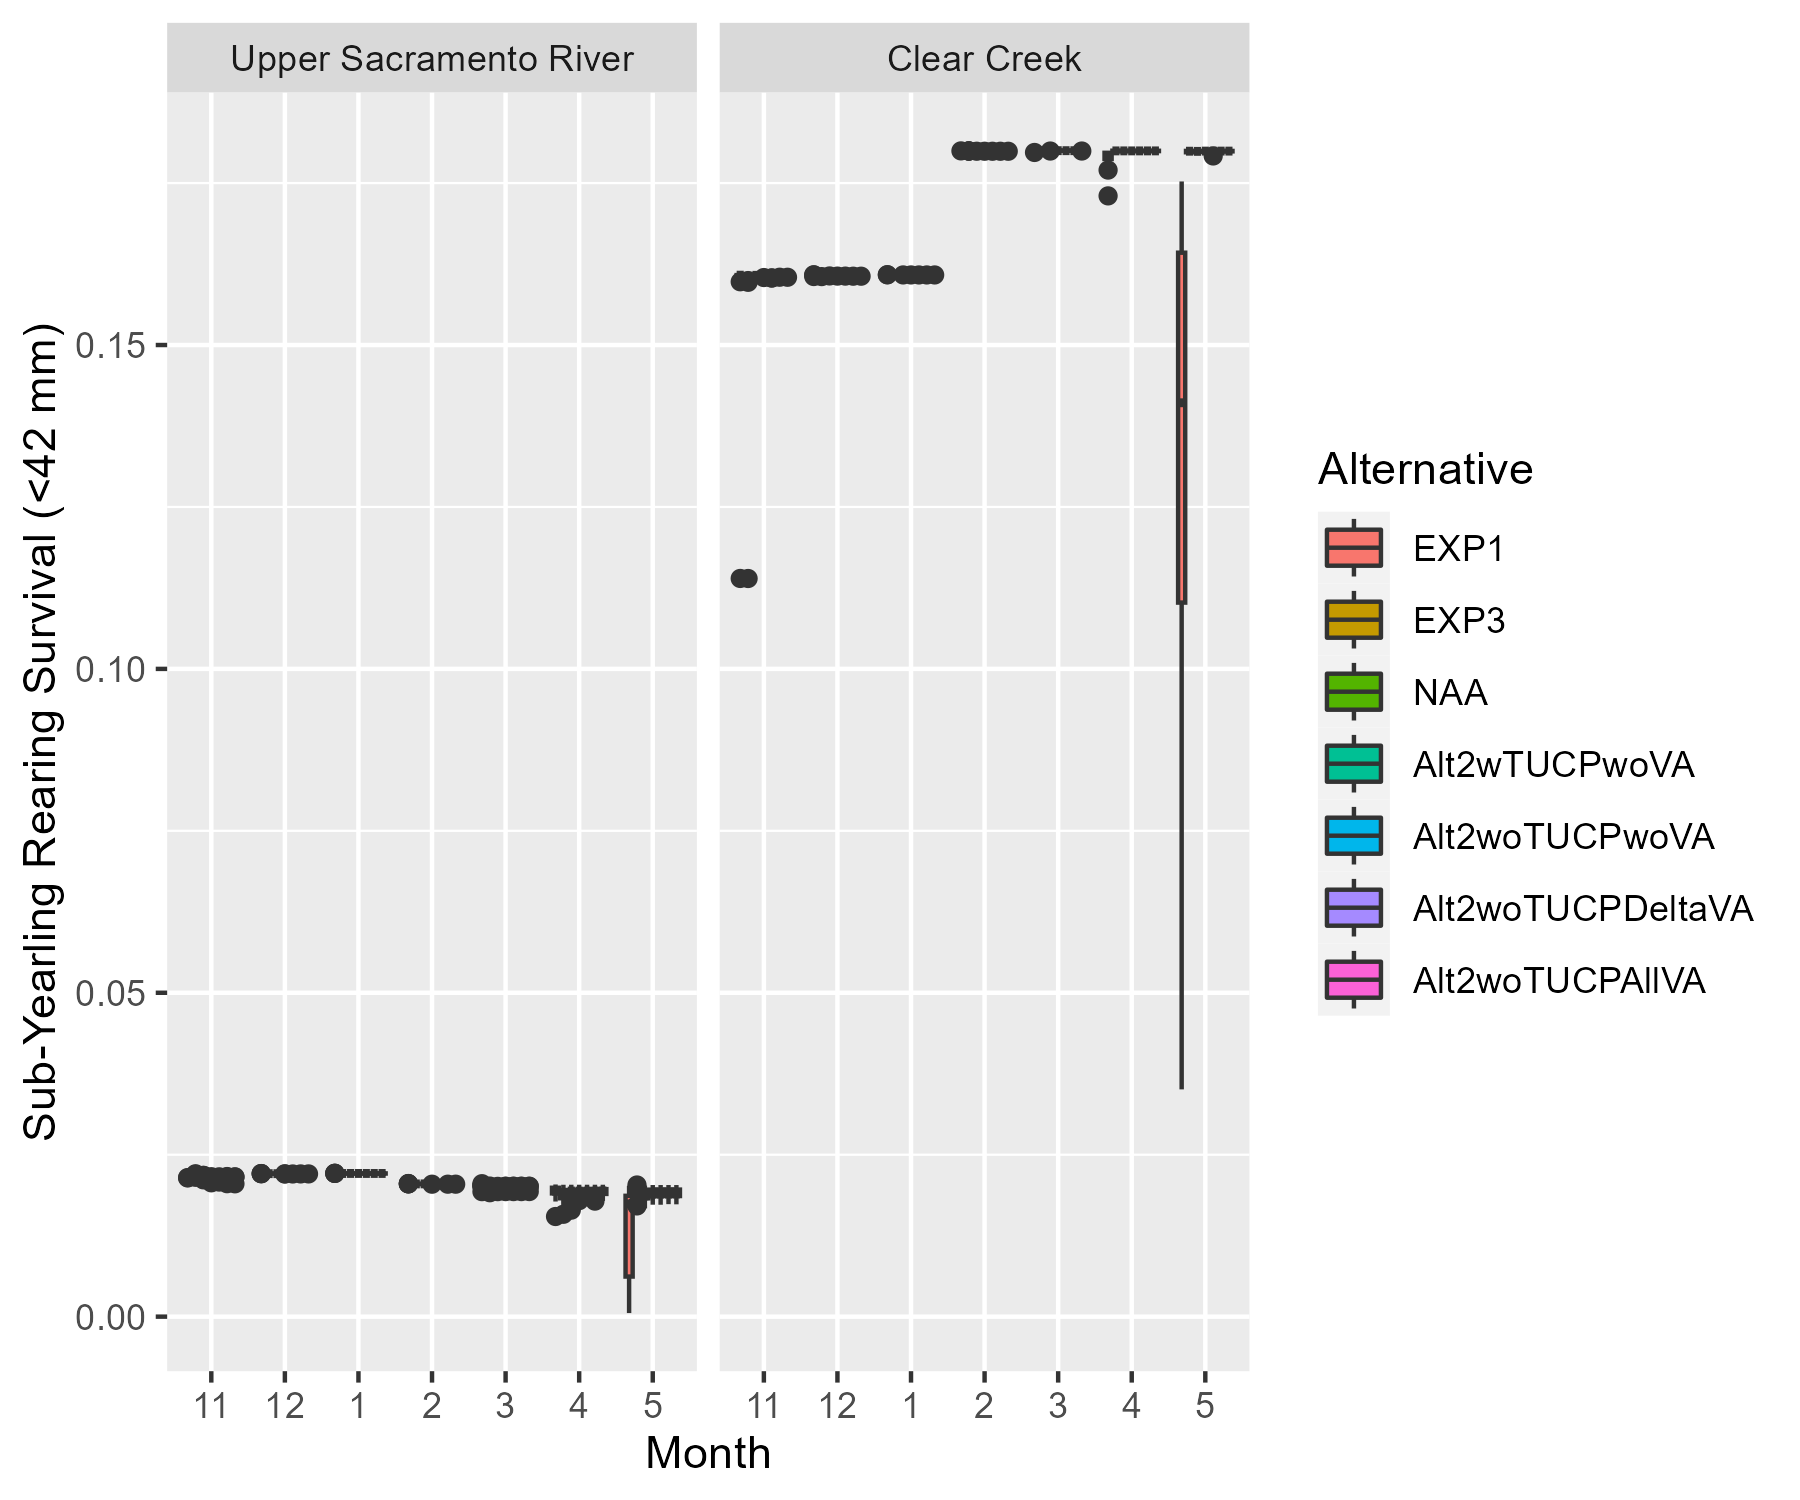 Upper Sacramento River
Clear Creek
Sub-Yearling Rearing Survival (<42 mm)
0.15
0.10
0.05
0.00
11 12 1 2 3 4 5
11 12 1 2 3 4 5
Month
Alternative
EXP1
EXP3
NAA
Alt2wTUCPwoVA
Alt2woTUCPwoVA
Alt2woTUCPDeltaVA
Alt2woTUCPAllVA